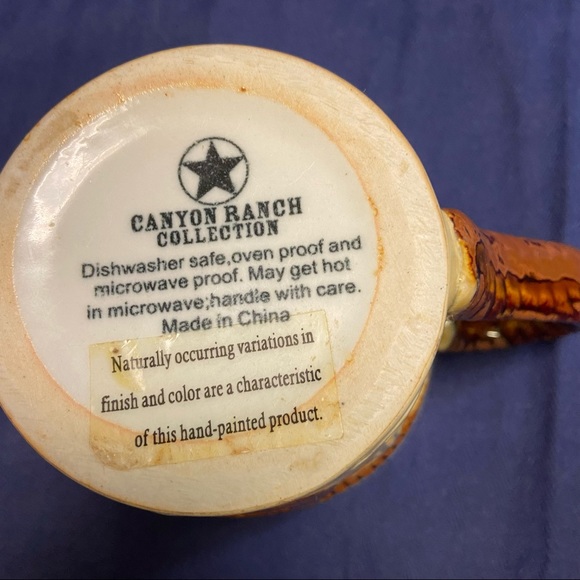 CANYON RANCH
COLLECTION
Dishwasher safe,oven proof and
microwave proof. May get hot
in microwave;handle with care.
Made in China
Naturally occurring variations in
finish and color are a characteristic
of this hand-painted product.